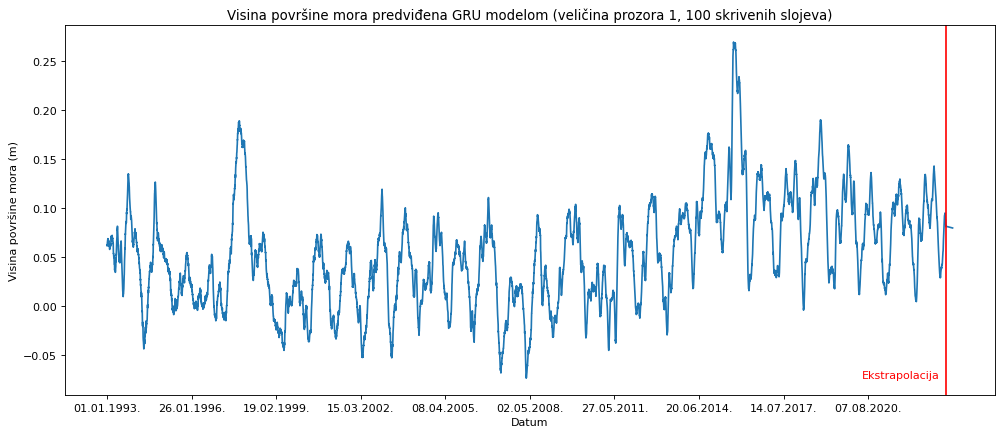 Visina površine mora predviđena GRU modelom (veličina prozora 1, 100 skrivenih slojeva)
Visina površine mora (m)
0.25
0.20
0.15
0.10
0.05
0.00
−0.05
Ekstrapolacija
01.01.1993. 26.01.1996. 19.02.1999. 15.03.2002. 08.04.2005. 02.05.2008. 27.05.2011. 20.06.2014. 14.07.2017. 07.08.2020.
Datum